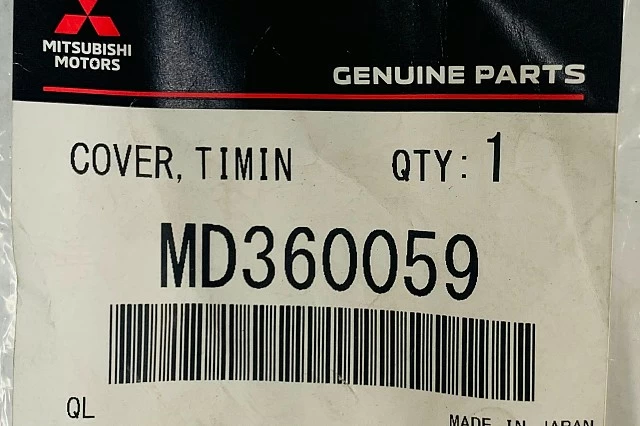 MITSUBISHI
MOTORS
GENUINE PARTS
COVER, TIMIN QTY: 1
MD360059
QL
MADE IN JAPAN